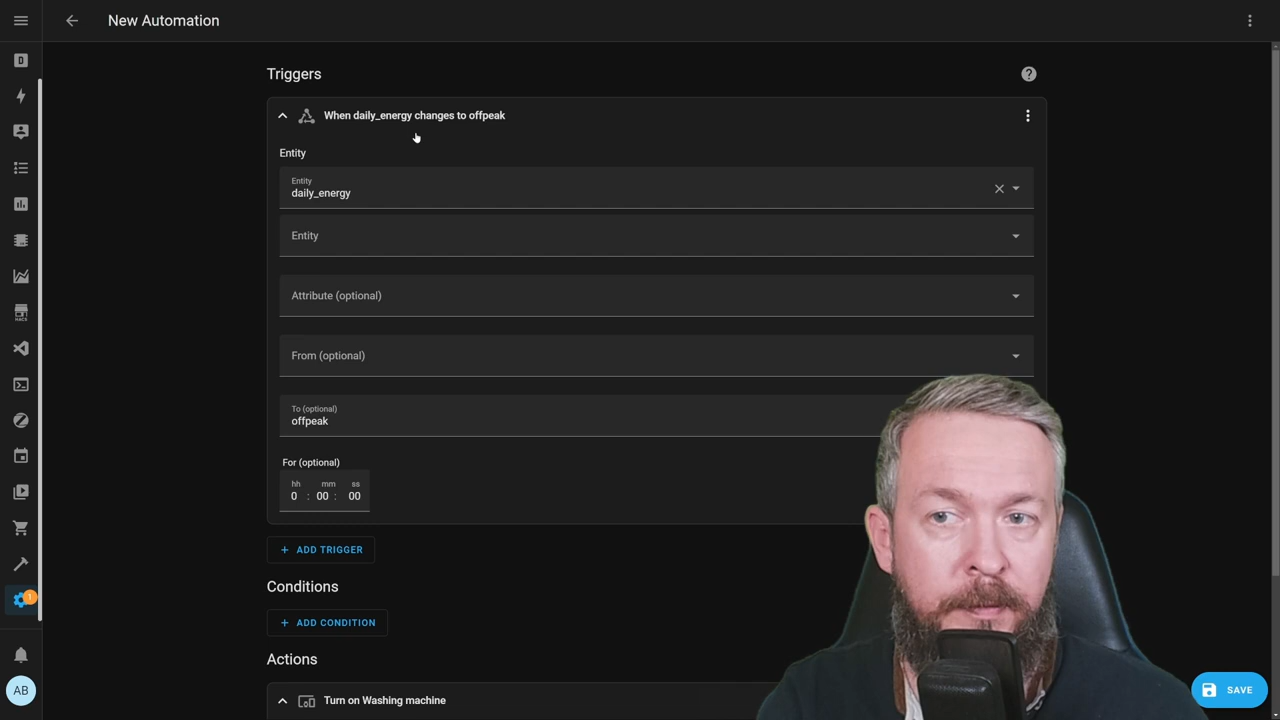 New Automation
D
Triggers
When daily_energy changes to offpeak
Entity
Entity
daily_energy
Entity
Attribute (optional)
From (optional)
To (optional)
offpeak
For (optional)
hh mm ss
0 : 00 : 00
+ ADD TRIGGER
Conditions
+ ADD CONDITION
Actions
Turn on Washing machine
HACS
1
AB
SAVE